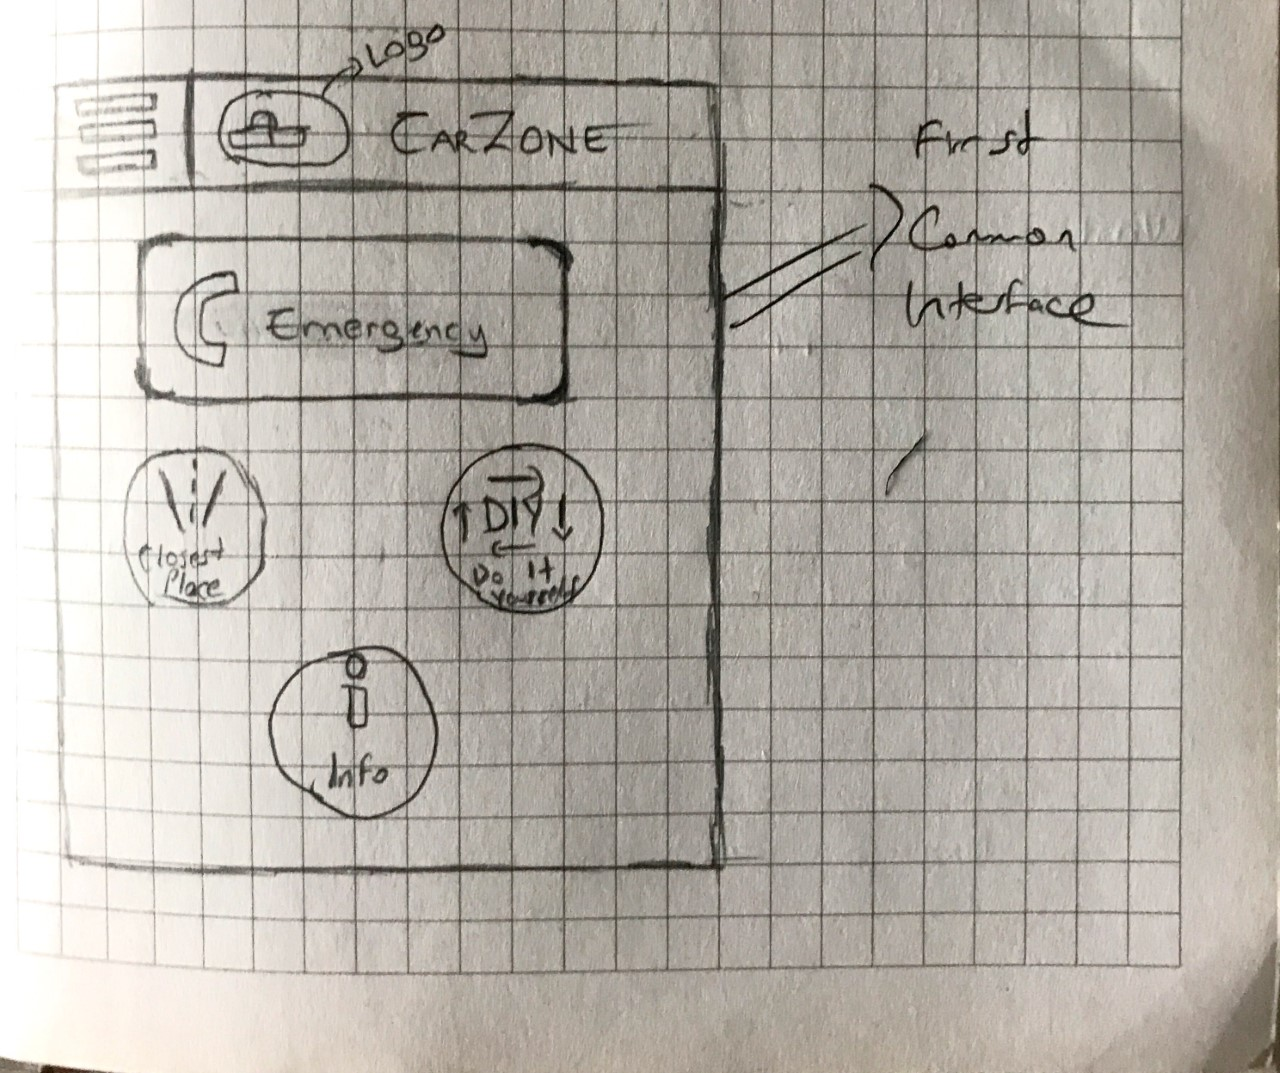 Logo
CARZONE
First
Common
Interface
Emergency
Closest
Place
DIY
Do It
Yourself
Info